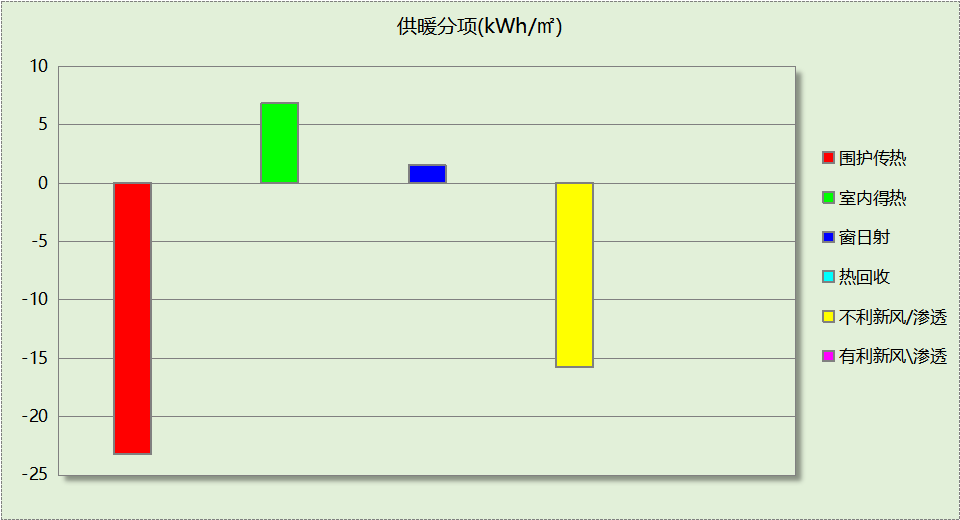 供暖分项(kWh/㎡)
10
5
0
-5
-10
-15
-20
-25
围护传热
室内得热
窗日射
热回收
不利新风/渗透
有利新风\渗透